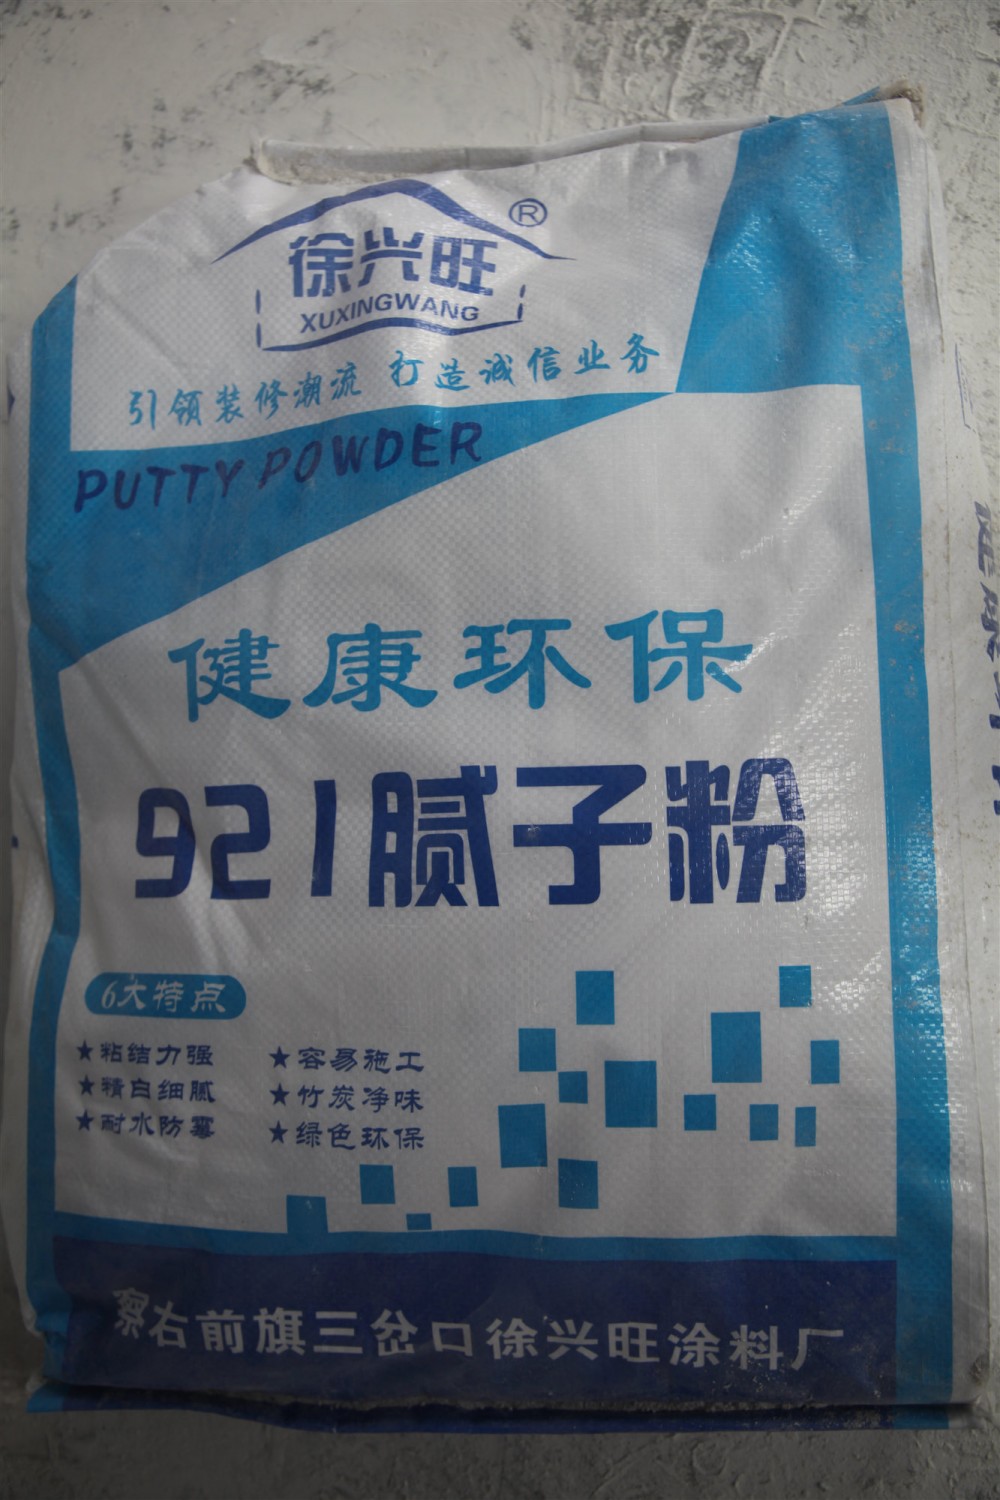 徐兴旺®
XUXINGWANG
引领装修潮流 打造诚信业务
PUTTY POWDER
健康环保
921腻子粉
6大特点
★粘结力强
★精白细腻
★耐水防霉
★容易施工
★竹炭净味
★绿色环保
察右前旗三岔口徐兴旺涂料厂